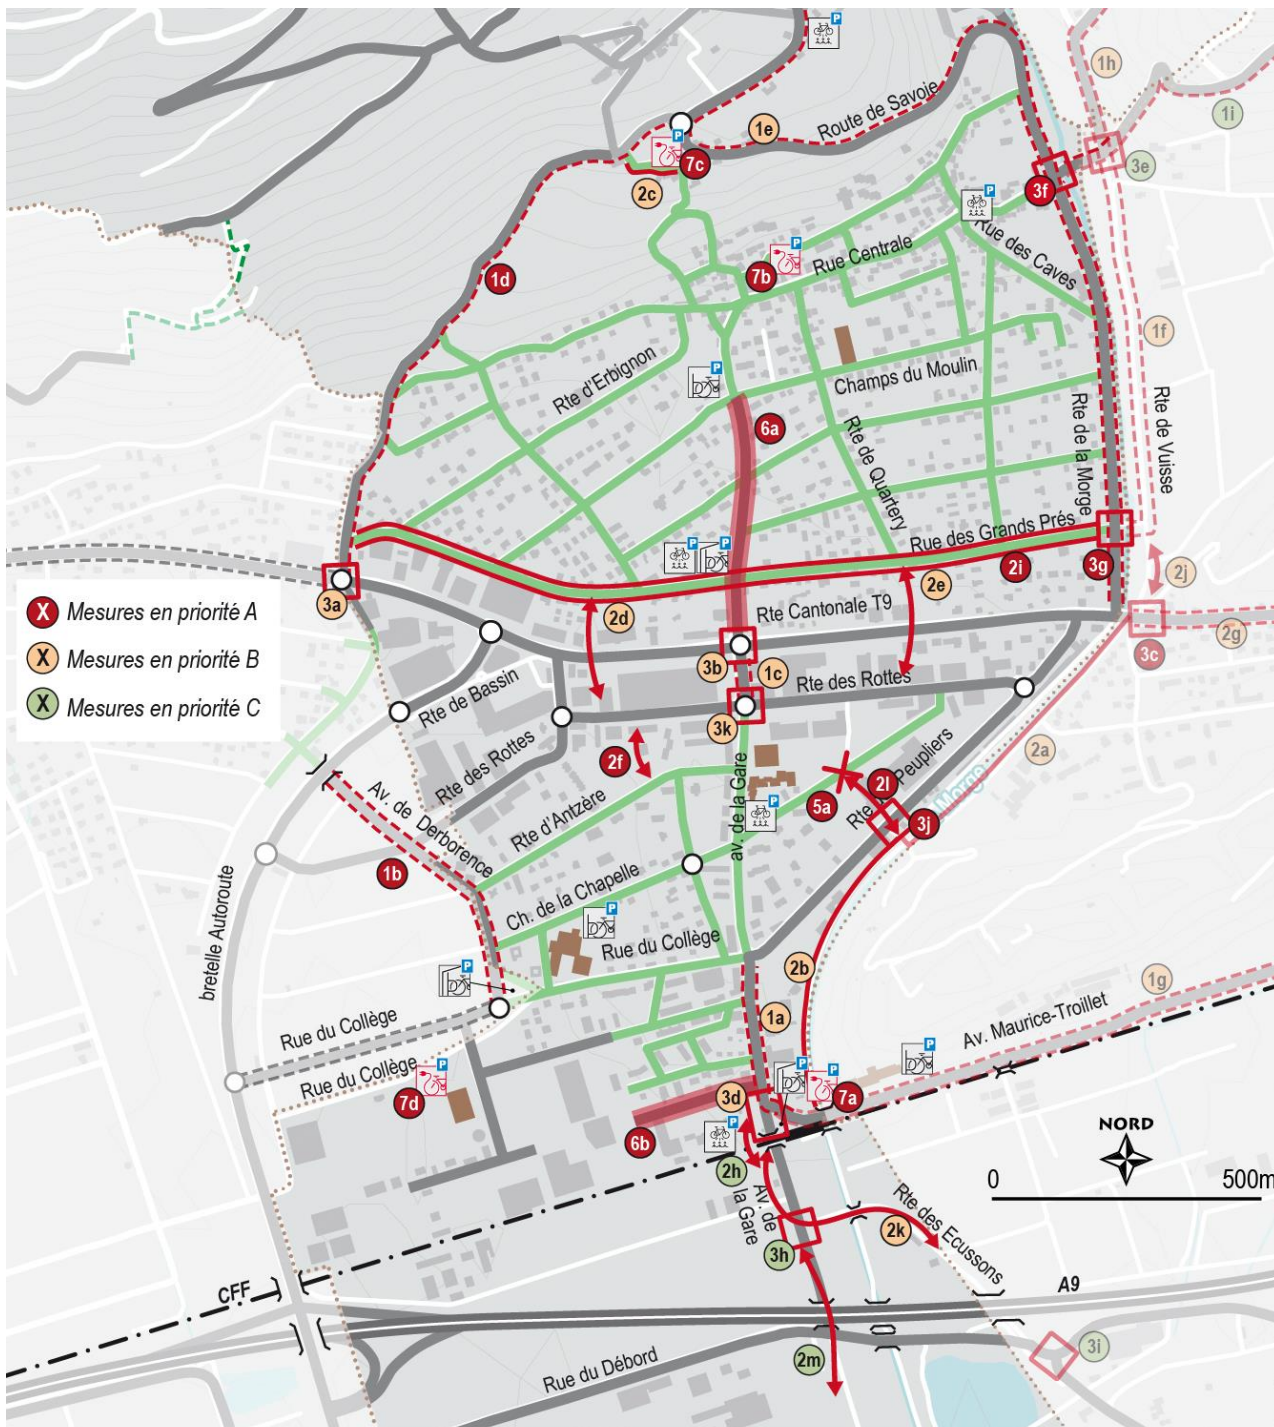 P
1h
1i
1e
Route de Savoie
P
7c
3e
3f
2c
P
Rue des Caves
P
7b
Rue Centrale
1d
1f
Rte d'Erbignon
P
Champs du Moulin
6a
Rte de Quartery
Rte de la Morge
Rte de Vuisse
Rue des Grands Prés
P
P
2i
3g
2j
2e
3a
2d
Rte Cantonale T9
2g
3c
X Mesures en priorité A
X Mesures en priorité B
X Mesures en priorité C
3b
1c
Rte de Bassin
Rte des Rottes
3k
Rte des Rottes
2f
2a
Morge
av. de la Gare
2l
Rte Peupliers
5a
3j
P
Av. de Derborence
Rte d'Antzère
1b
Ch. de la Chapelle
P
bretelle Autoroute
Rue du Collège
P
2b
1g
1a
Av. Maurice-Troillet
Rue du Collège
P
Rue du Collège
P
P
P
7d
3d
7a
P
6b
2h
NORD
0 500m
Av. de la Gare
Rte des Ecussons
2k
3h
CFF
A9
3i
2m
Rue du Débord